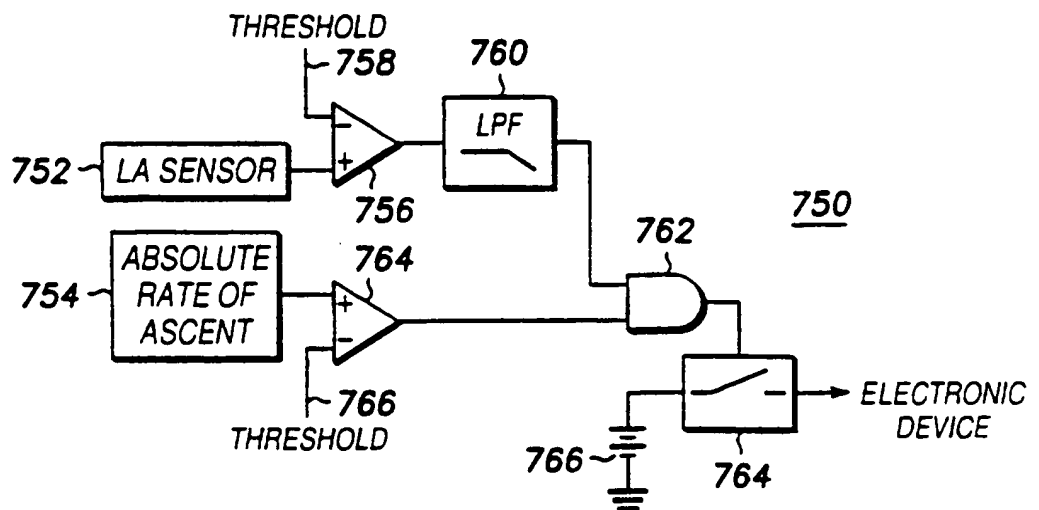 THRESHOLD
758
760
LPF
752
LA SENSOR
756
750
762
764
754
ABSOLUTE
RATE OF
ASCENT
+
-
-
+
766
THRESHOLD
ELECTRONIC
DEVICE
766
764